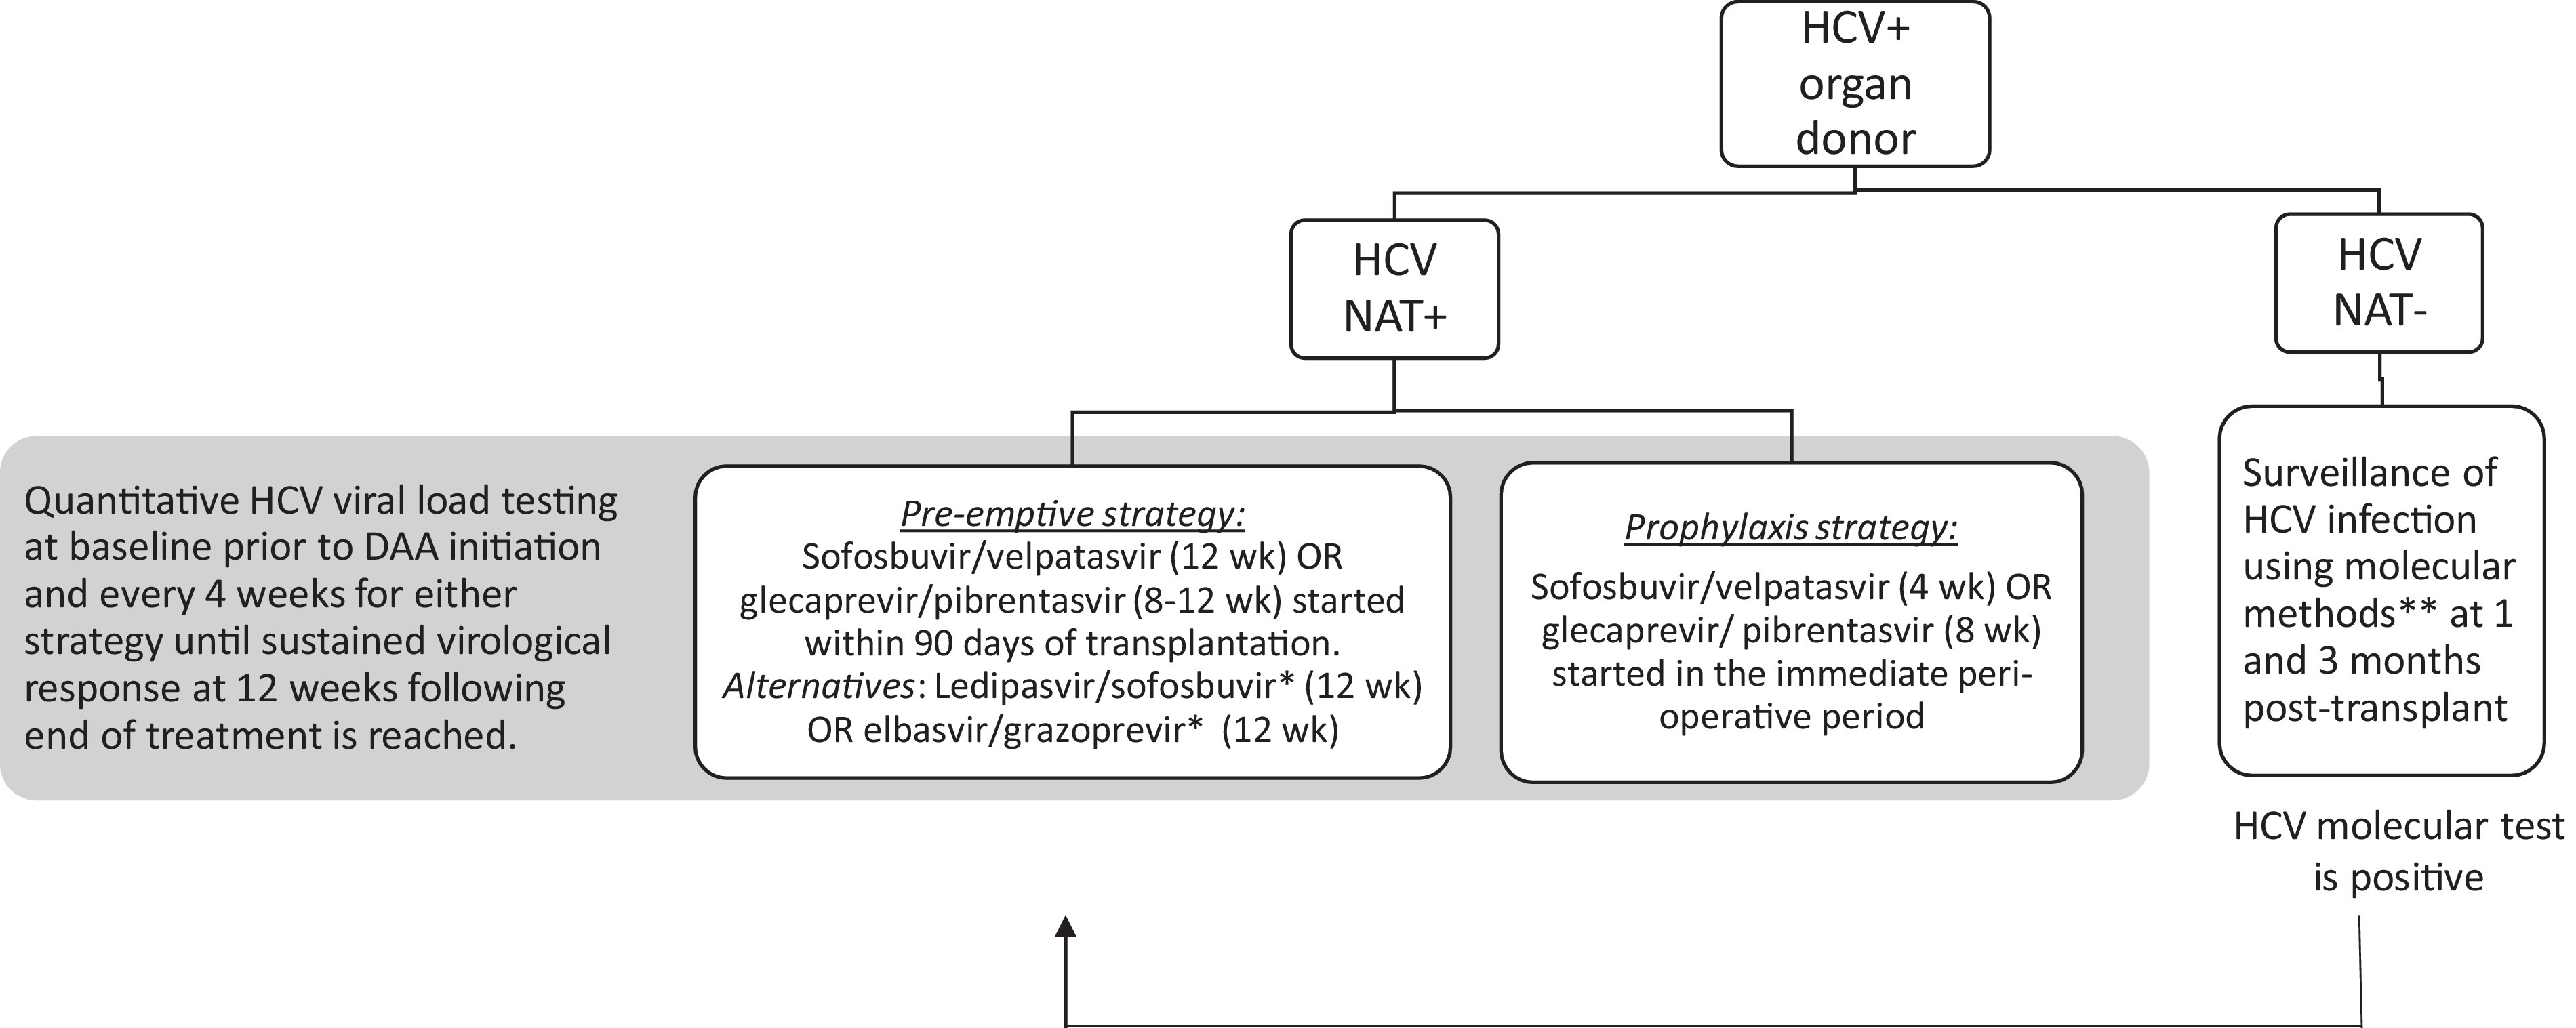 HCV+
organ
donor
HCV
NAT+
HCV
NAT-
Quantitative HCV viral load testing
at baseline prior to DAA initiation
and every 4 weeks for either
strategy until sustained virological
response at 12 weeks following
end of treatment is reached.
Pre-emptive strategy:
Sofosbuvir/velpatasvir (12 wk) OR
glecaprevir/pibrentasvir (8-12 wk) started
within 90 days of transplantation.
Alternatives: Ledipasvir/sofosbuvir* (12 wk)
OR elbasvir/grazoprevir* (12 wk)
Prophylaxis strategy:
Sofosbuvir/velpatasvir (4 wk) OR
glecaprevir/ pibrentasvir (8 wk)
started in the immediate peri-
operative period
Surveillance of
HCV infection
using molecular
methods** at 1
and 3 months
post-transplant
HCV molecular test
is positive